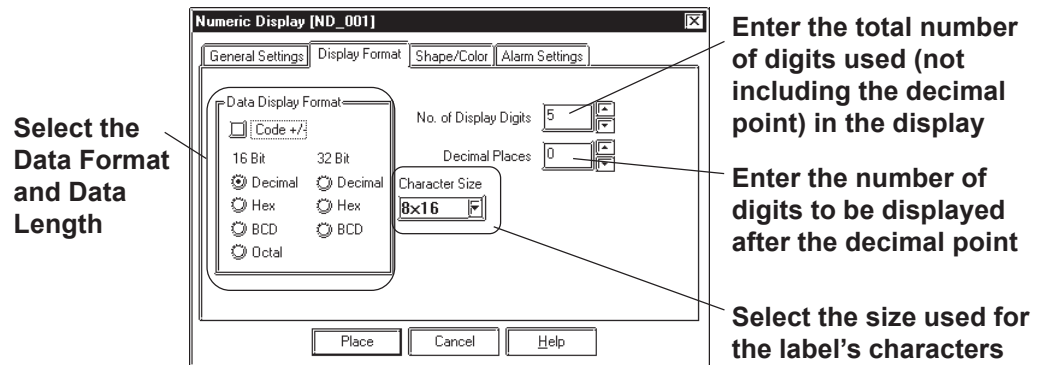 Numeric Display [ND_001]
General Settings Display Format Shape/Color Alarm Settings
Data Display Format
Code +/-
16 Bit 32 Bit
Decimal Decimal
Hex Hex
BCD BCD
Octal
No. of Display Digits 5
Decimal Places 0
Character Size
8×16
Place Cancel Help
Select the
Data Format
and Data
Length
Enter the total number
of digits used (not
including the decimal
point) in the display
Enter the number of
digits to be displayed
after the decimal point
Select the size used for
the label's characters